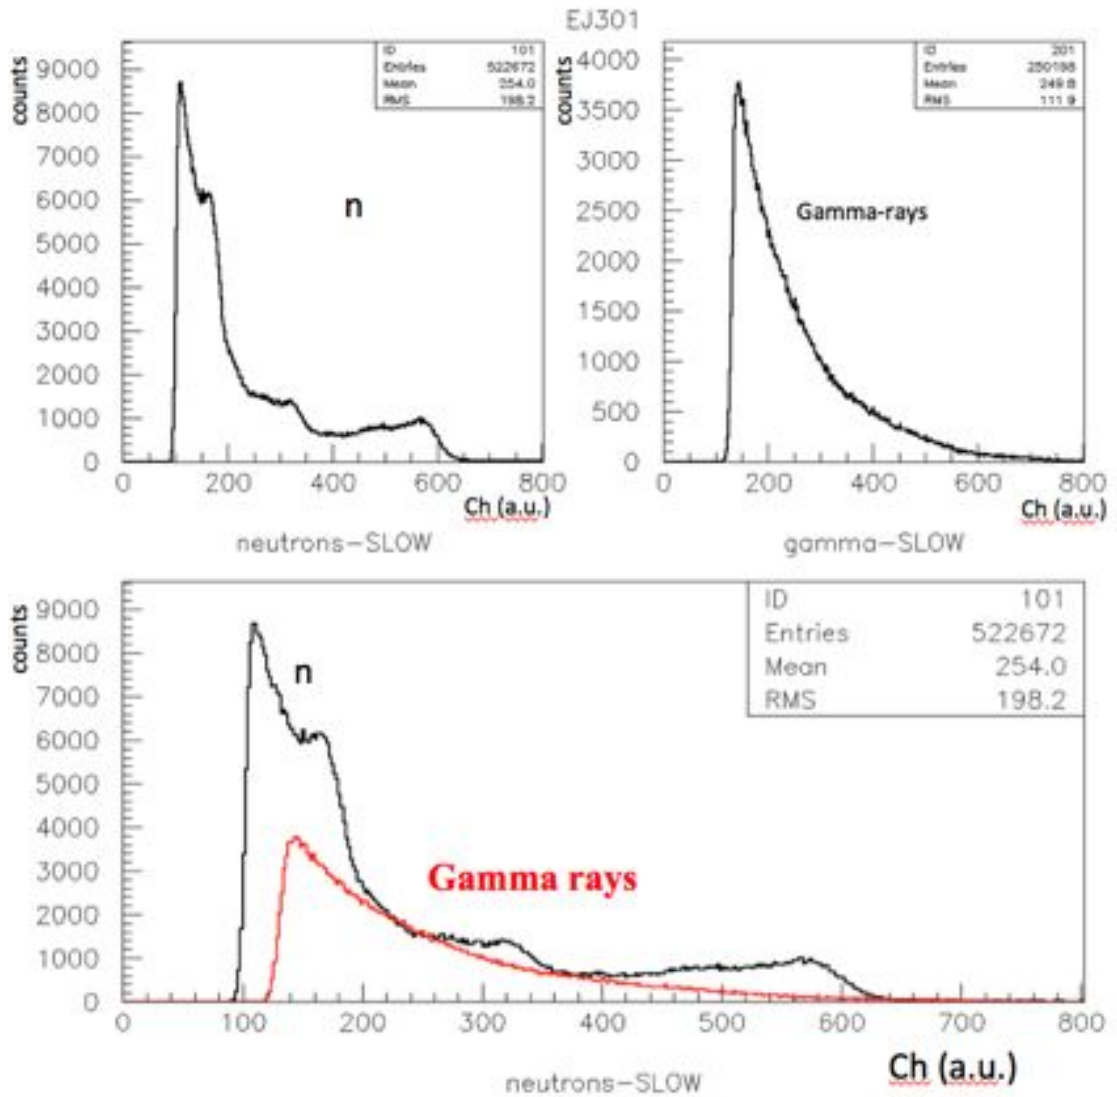 EJ301
counts
9000
8000
7000
6000
5000
4000
3000
2000
1000
0
ID 101
Entries 522672
Mean 254.0
RMS 198.2
n
0 200 400 600 800
Ch (a.u.)
neutrons-SLOW
counts
4000
3750
3500
3000
2500
2000
1500
1000
500
0
ID 201
Entries 250198
Mean 249.8
RMS 111.9
Gamma-rays
0 200 400 600 800
Ch (a.u.)
gamma-SLOW
counts
9000
8000
7000
6000
5000
4000
3000
2000
1000
0
ID 101
Entries 522672
Mean 254.0
RMS 198.2
n
Gamma rays
0 100 200 300 400 500 600 700 800
Ch (a.u.)
neutrons-SLOW